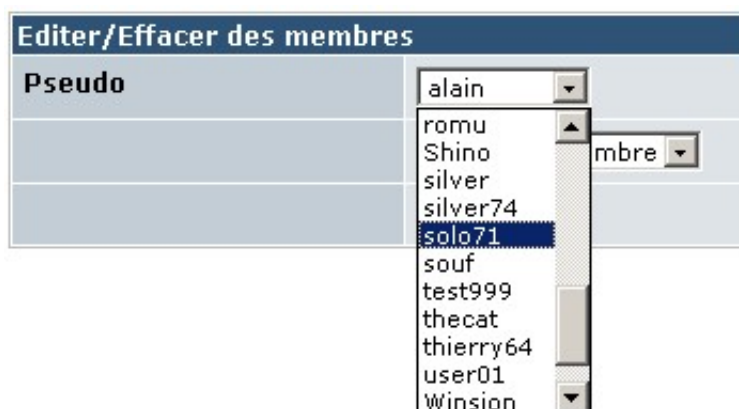 Editer/Effacer des membres
Pseudo
alain
romu
Shino
mbre
silver
silver74
solo71
souf
test999
thecat
thierry64
user01
Winsion